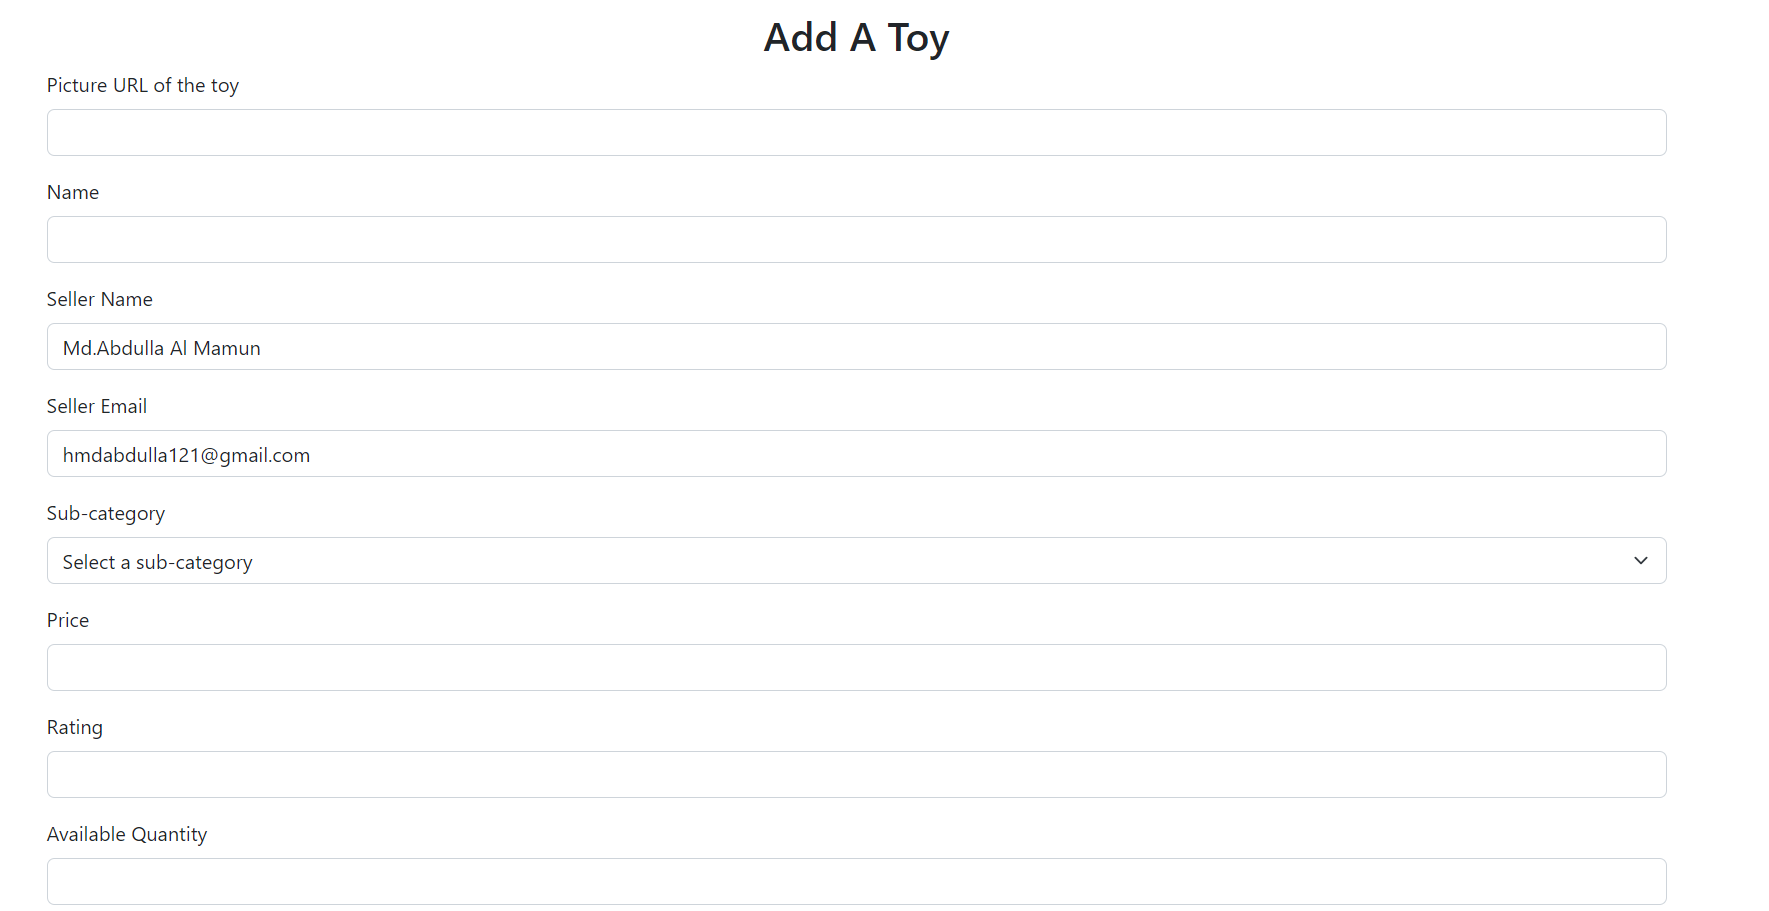 Add A Toy
Picture URL of the toy
Name
Seller Name
Md.Abdulla Al Mamun
Seller Email
hmdabdulla121@gmail.com
Sub-category
Select a sub-category
Price
Rating
Available Quantity